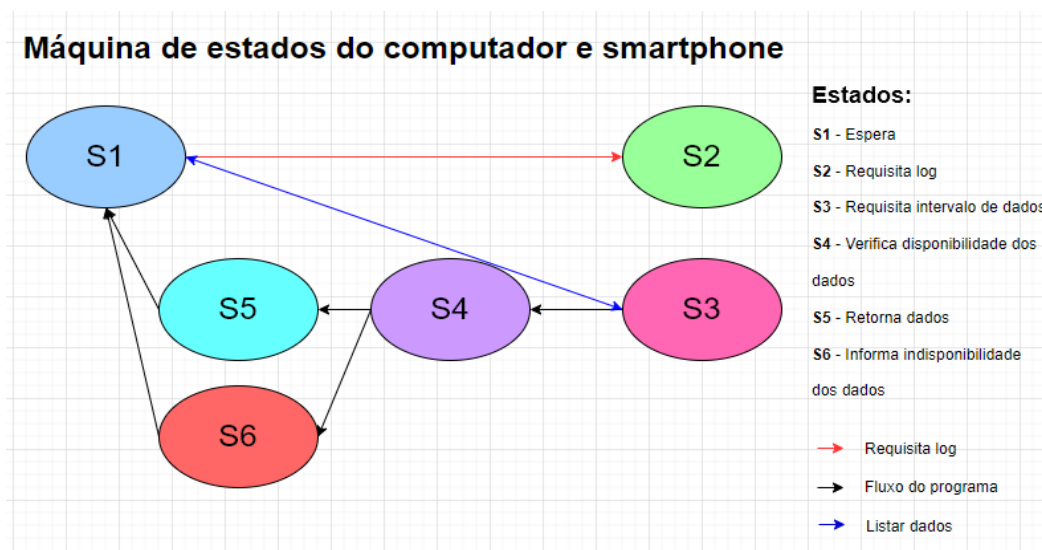 Máquina de estados do computador e smartphone
S1
S2
S5
S4
S3
S6
Estados:
S1 - Espera
S2 - Requisita log
S3 - Requisita intervalo de dados
S4 - Verifica disponibilidade dos
dados
S5 - Retorna dados
S6 - Informa indisponibilidade
dos dados
Requisita log
Fluxo do programa
Listar dados